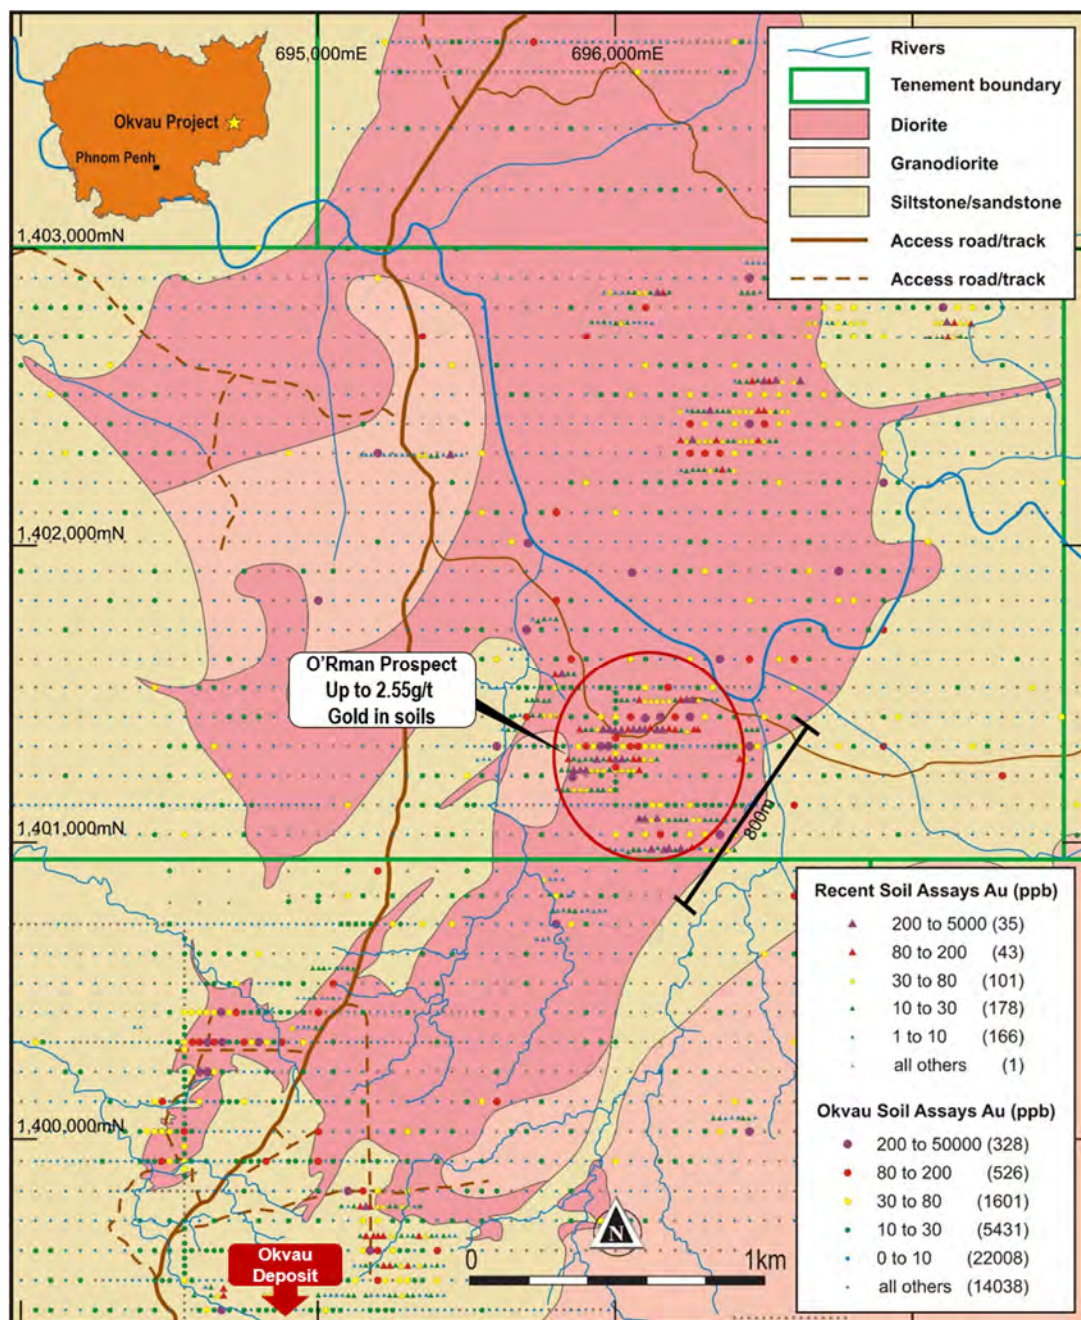 695,000mE
696,000mE
Okvau Project
Phnom Penh
1,403,000mN
1,402,000mN
1,401,000mN
1,400,000mN
Rivers
Tenement boundary
Diorite
Granodiorite
Siltstone/sandstone
Access road/track
Access road/track
O'Rman Prospect
Up to 2.55g/t
Gold in soils
800m
Recent Soil Assays Au (ppb)
200 to 5000 (35)
80 to 200 (43)
30 to 80 (101)
10 to 30 (178)
1 to 10 (166)
all others (1)
Okvau Soil Assays Au (ppb)
200 to 50000 (328)
80 to 200 (526)
30 to 80 (1601)
10 to 30 (5431)
0 to 10 (22008)
all others (14038)
Okvau
Deposit
N
0 1km